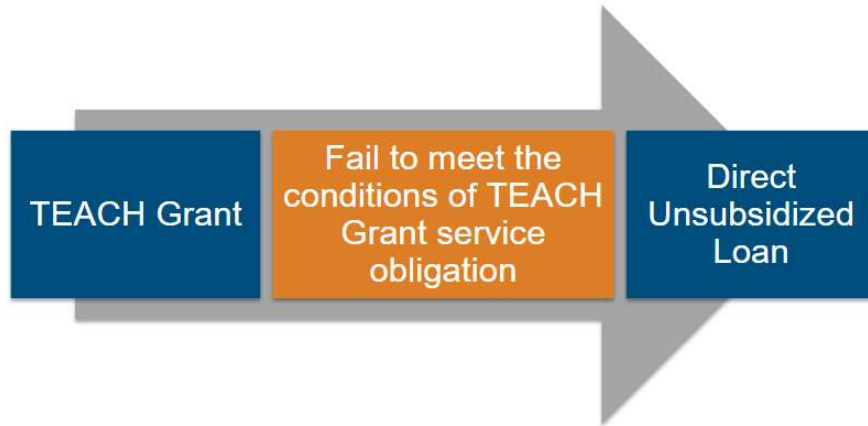 TEACH Grant
Fail to meet the
conditions of TEACH
Grant service
obligation
Direct
Unsubsidized
Loan